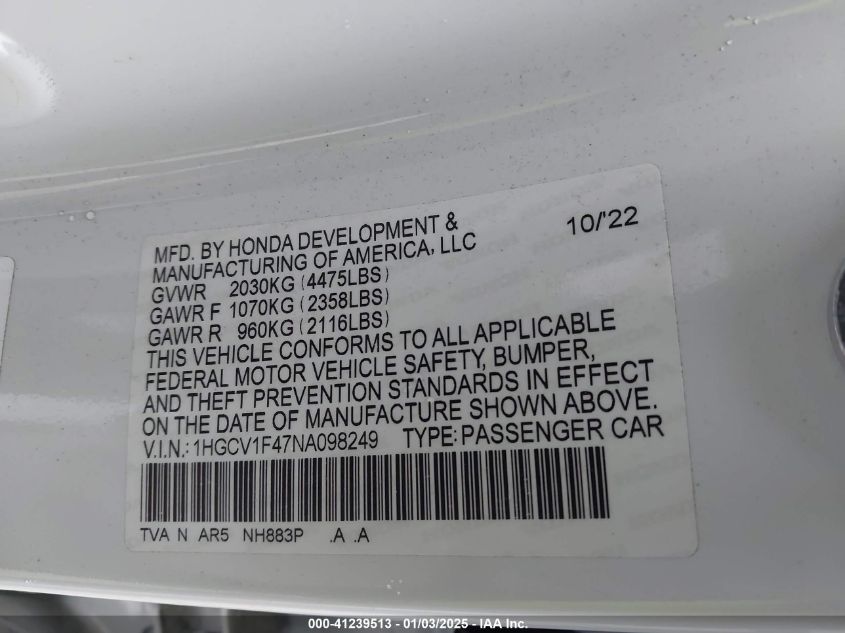 MFD. BY HONDA DEVELOPMENT & 10/'22
MANUFACTURING OF AMERICA, LLC
GVWR 2030KG (4475LBS)
GAWR F 1070KG (2358LBS)
GAWR R 960KG (2116LBS)
THIS VEHICLE CONFORMS TO ALL APPLICABLE
FEDERAL MOTOR VEHICLE SAFETY, BUMPER,
AND THEFT PREVENTION STANDARDS IN EFFECT
ON THE DATE OF MANUFACTURE SHOWN ABOVE.
V.I.N.: 1HGCV1F47NA098249 TYPE: PASSENGER CAR
TVA N AR5 NH883P .A .A
000-41239513 - 01/03/2025 - IAA Inc.